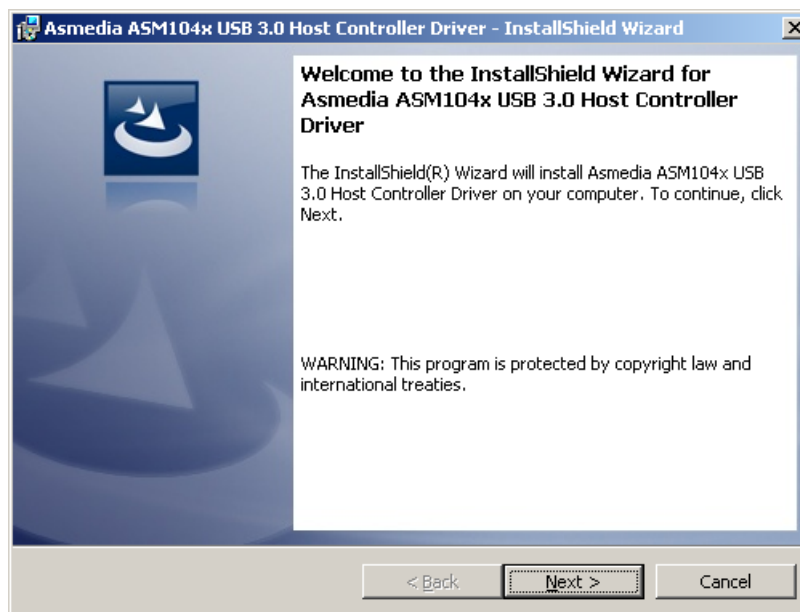 Asmedia ASM104x USB 3.0 Host Controller Driver - InstallShield Wizard
Welcome to the InstallShield Wizard for
Asmedia ASM104x USB 3.0 Host Controller
Driver
The InstallShield(R) Wizard will install Asmedia ASM104x USB
3.0 Host Controller Driver on your computer. To continue, click
Next.
WARNING: This program is protected by copyright law and
international treaties.
< Back
Next >
Cancel